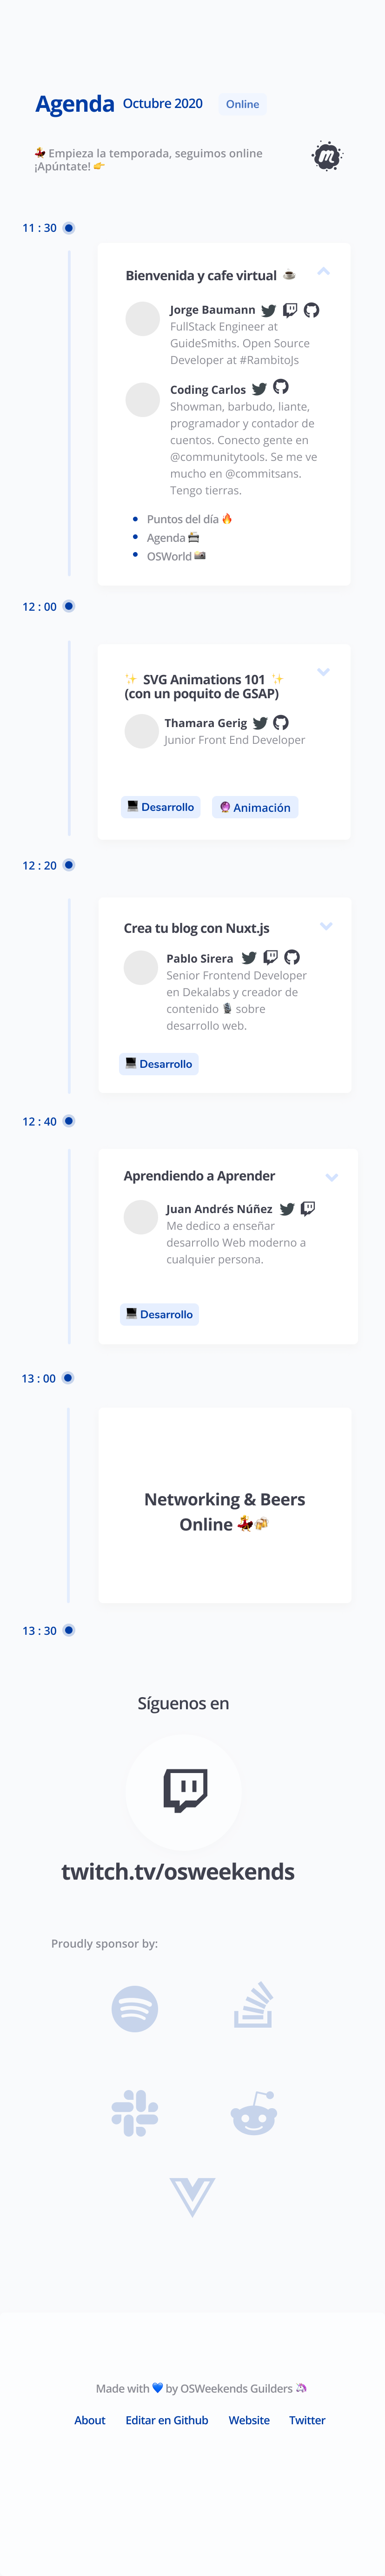 Agenda Octubre 2020 Online
💃 Empieza la temporada, seguimos online
¡Apúntate! 👉
11 : 30
Bienvenida y cafe virtual ☕
Jorge Baumann
FullStack Engineer at
GuideSmiths. Open Source
Developer at #RambitoJs
Coding Carlos
Showman, barbudo, liante,
programador y contador de
cuentos. Conecto gente en
@communitytools. Se me ve
mucho en @commitsans.
Tengo tierras.
Puntos del día 🔥
Agenda 📇
OSWorld 📸
12 : 00
✨ SVG Animations 101 ✨
(con un poquito de GSAP)
Thamara Gerig
Junior Front End Developer
💻 Desarrollo 🔮 Animación
12 : 20
Crea tu blog con Nuxt.js
Pablo Sirera
Senior Frontend Developer
en Dekalabs y creador de
contenido 🎙 sobre
desarrollo web.
💻 Desarrollo
12 : 40
Aprendiendo a Aprender
Juan Andrés Núñez
Me dedico a enseñar
desarrollo Web moderno a
cualquier persona.
💻 Desarrollo
13 : 00
Networking & Beers
Online 💃🍻
13 : 30
Síguenos en
twitch.tv/osweekends
Proudly sponsor by:
Made with 💙 by OSWeekends Guilders 🦄
About Editar en Github Website Twitter